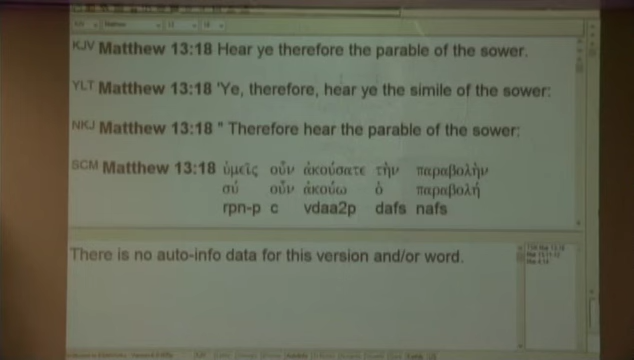 KJV Matthew 13:18 Hear ye therefore the parable of the sower.
YLT Matthew 13:18 'Ye, therefore, hear ye the simile of the sower:
NKJ Matthew 13:18 " Therefore hear the parable of the sower:
SCM Matthew 13:18 ὑμεῖς οὖν ἀκούσατε τὴν παραβολὴν
σύ οὖν ἀκούω ὁ παραβολή
rpn-p c vdaa2p dafs nafs
There is no auto-info data for this version and/or word.